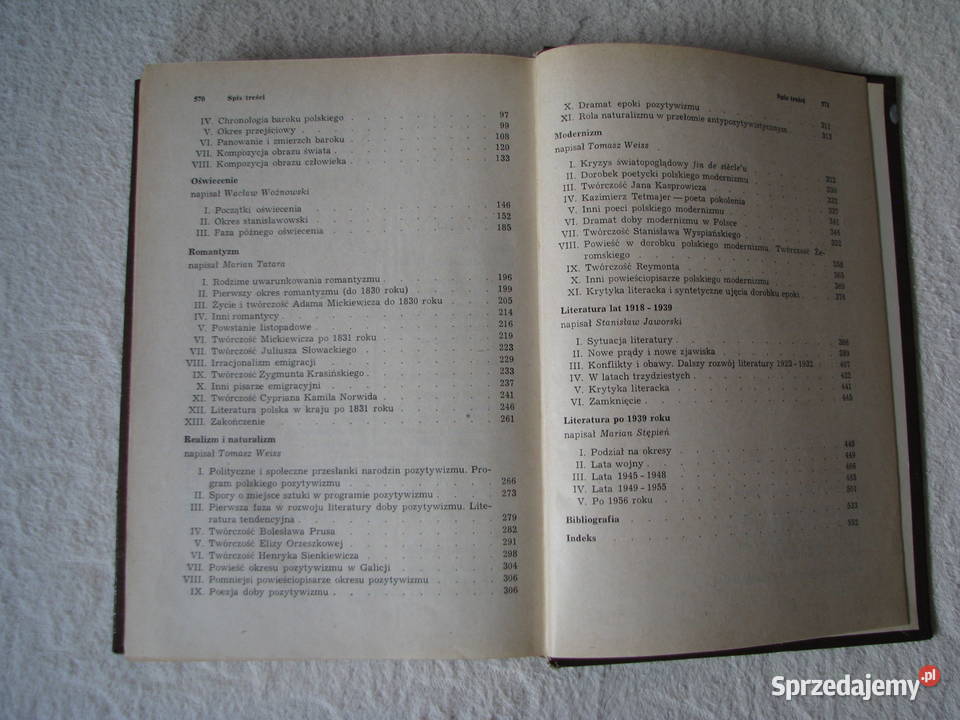 570 Spis treści
IV. Chronologia baroku polskiego 97
V. Okres przejściowy 99
VI. Panowanie i zmierzch baroku 108
VII. Kompozycja obrazu świata 120
VIII. Kompozycja obrazu człowieka 133
Oświecenie
napisał Wacław Woźnowski
I. Początki oświecenia 146
II. Okres stanisławowski 152
III. Faza późnego oświecenia 185
Romantyzm
napisał Marian Tatara
I. Rodzime uwarunkowania romantyzmu 196
II. Pierwszy okres romantyzmu (do 1830 roku) 199
III. Życie i twórczość Adama Mickiewicza do 1830 roku 205
IV. Inni romantycy 214
V. Powstanie listopadowe 216
VI. Twórczość Mickiewicza po 1831 roku 219
VII. Twórczość Juliusza Słowackiego 223
VIII. Irracjonalizm emigracji 229
IX. Twórczość Zygmunta Krasińskiego 233
X. Inni pisarze emigracyjni 237
XI. Twórczość Cypriana Kamila Norwida 241
XII. Literatura polska w kraju po 1831 roku 246
XIII. Zakończenie 261
Realizm i naturalizm
napisał Tomasz Weiss
I. Polityczne i społeczne przesłanki narodzin pozytywizmu. Pro-
gram polskiego pozytywizmu 266
II. Spory o miejsce sztuki w programie pozytywizmu 273
III. Pierwsza faza w rozwoju literatury doby pozytywizmu. Lite-
ratura tendencyjna 279
IV. Twórczość Bolesława Prusa 282
V. Twórczość Elizy Orzeszkowej 291
VI. Twórczość Henryka Sienkiewicza 298
VII. Powieść okresu pozytywizmu w Galicji 304
VIII. Pomniejsi powieściopisarze okresu pozytywizmu 306
IX. Poezja doby pozytywizmu 306
Spis treści 571
X. Dramat epoki pozytywizmu 311
XI. Rola naturalizmu w przełomie antypozytywistycznym 313
Modernizm
napisał Tomasz Weiss
I. Kryzys światopoglądowy fin de siècle'u
II. Dorobek poetycki polskiego modernizmu
III. Twórczość Jana Kasprowicza
IV. Kazimierz Tetmajer — poeta pokolenia
V. Inni poeci polskiego modernizmu
VI. Dramat doby modernizmu w Polsce
VII. Twórczość Stanisława Wyspiańskiego
VIII. Powieść w dorobku polskiego modernizmu Twórczość Że-
romskiego
IX. Twórczość Reymonta
X. Inni powieściopisarze polskiego modernizmu
XI. Krytyka literacka i syntetyczne ujęcia dorobku epoki
Literatura lat 1918 - 1939
napisał Stanisław Jaworski
I. Sytuacja literatury
II. Nowe prądy i nowe zjawiska
III. Konflikty i obawy. Dalszy rozwój literatury 1923 - 1932
IV. W latach trzydziestych
V. Krytyka literacka 441
VI. Zamknięcie 445
Literatura po 1939 roku
napisał Marian Stępień
I. Podział na okresy
II. Lata wojny
III. Lata 1945 - 1948
IV. Lata 1949 - 1955
V. Po 1956 roku
Bibliografia
Indeks
Sprzedajemy.pl